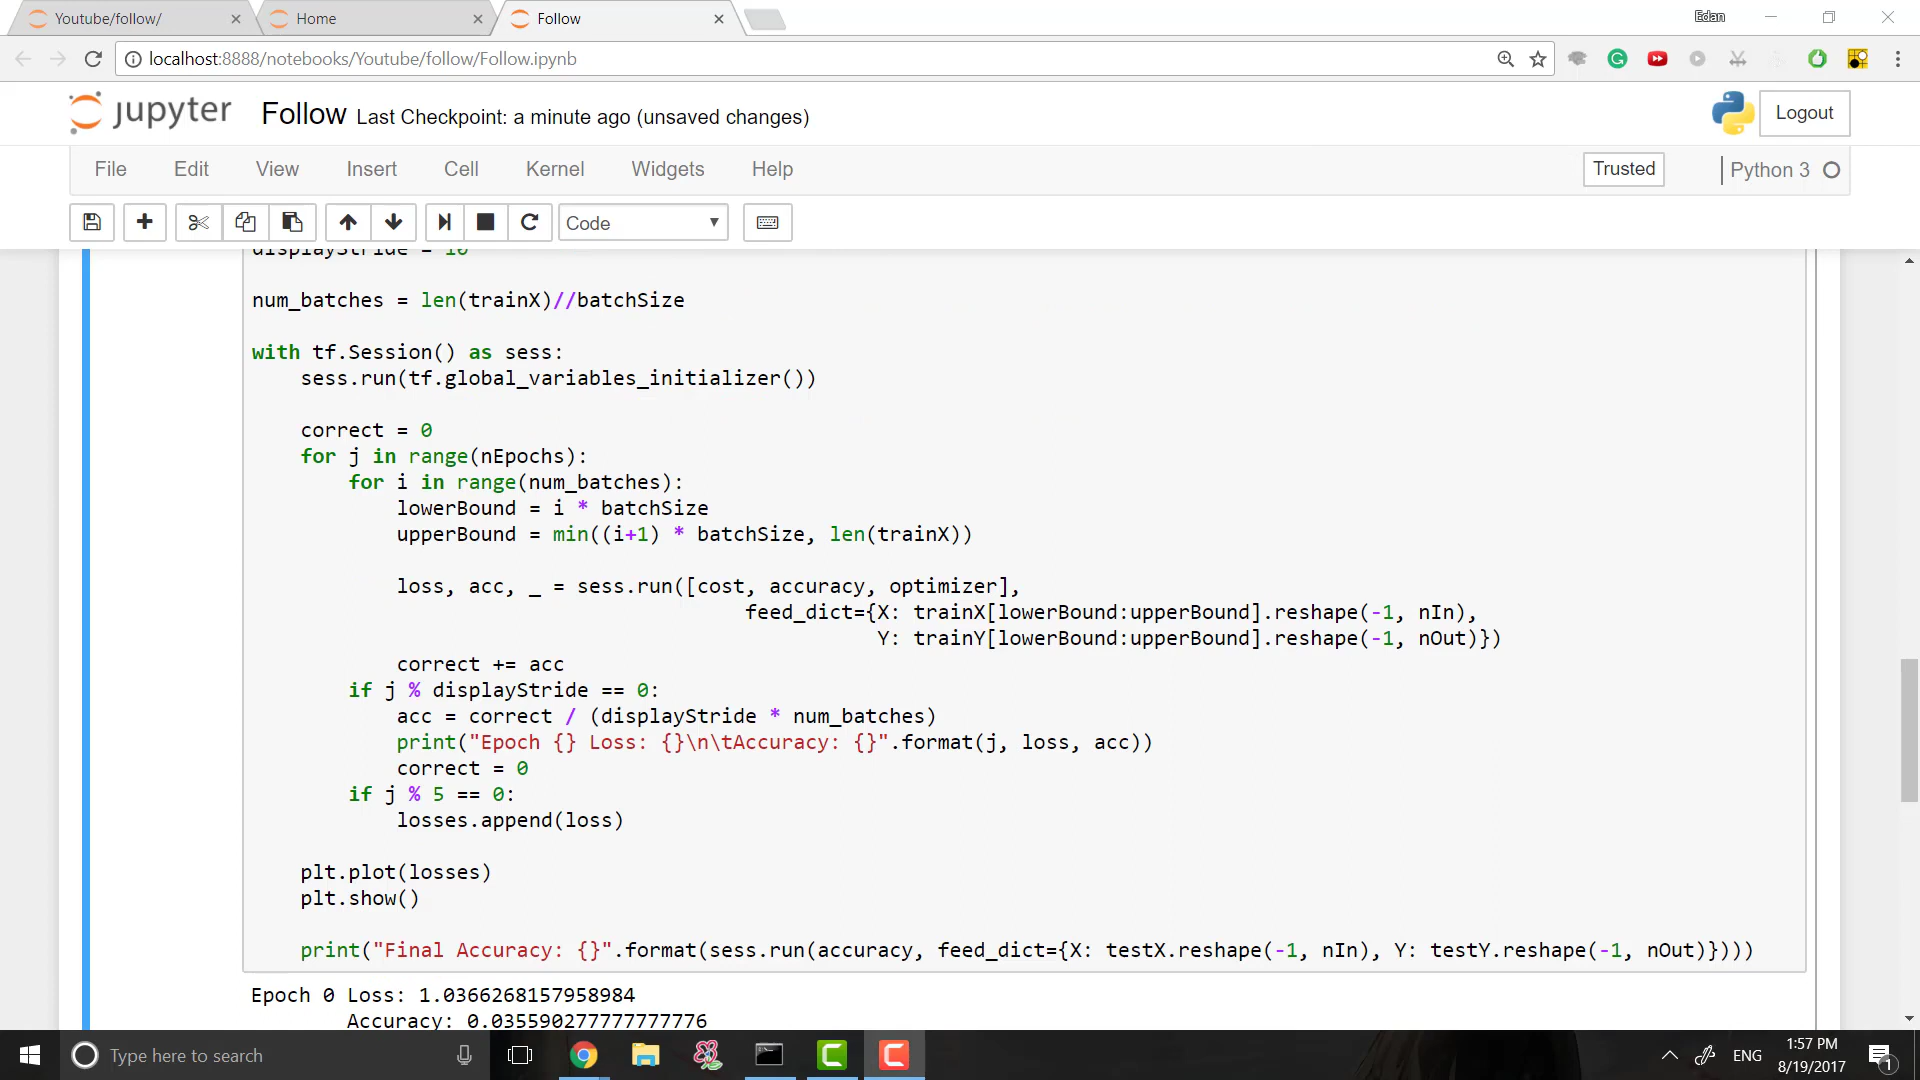 Youtube/follow/
Home
Follow
Edan
localhost:8888/notebooks/Youtube/follow/Follow.ipynb
jupyter Follow Last Checkpoint: a minute ago (unsaved changes)
Logout
File Edit View Insert Cell Kernel Widgets Help
Trusted
Python 3
Code
displayStride = 10
num_batches = len(trainX)//batchSize
with tf.Session() as sess:
sess.run(tf.global_variables_initializer())
correct = 0
for j in range(nEpochs):
for i in range(num_batches):
lowerBound = i * batchSize
upperBound = min((i+1) * batchSize, len(trainX))
loss, acc, _ = sess.run([cost, accuracy, optimizer],
feed_dict={X: trainX[lowerBound:upperBound].reshape(-1, nIn),
Y: trainY[lowerBound:upperBound].reshape(-1, nOut)})
correct += acc
if j % displayStride == 0:
acc = correct / (displayStride * num_batches)
print("Epoch {} Loss: {}\n\tAccuracy: {}".format(j, loss, acc))
correct = 0
if j % 5 == 0:
losses.append(loss)
plt.plot(losses)
plt.show()
print("Final Accuracy: {}".format(sess.run(accuracy, feed_dict={X: testX.reshape(-1, nIn), Y: testY.reshape(-1, nOut)})))
Epoch 0 Loss: 1.0366268157958984
Accuracy: 0.035590277777777776
Type here to search
ENG
1:57 PM
8/19/2017
1